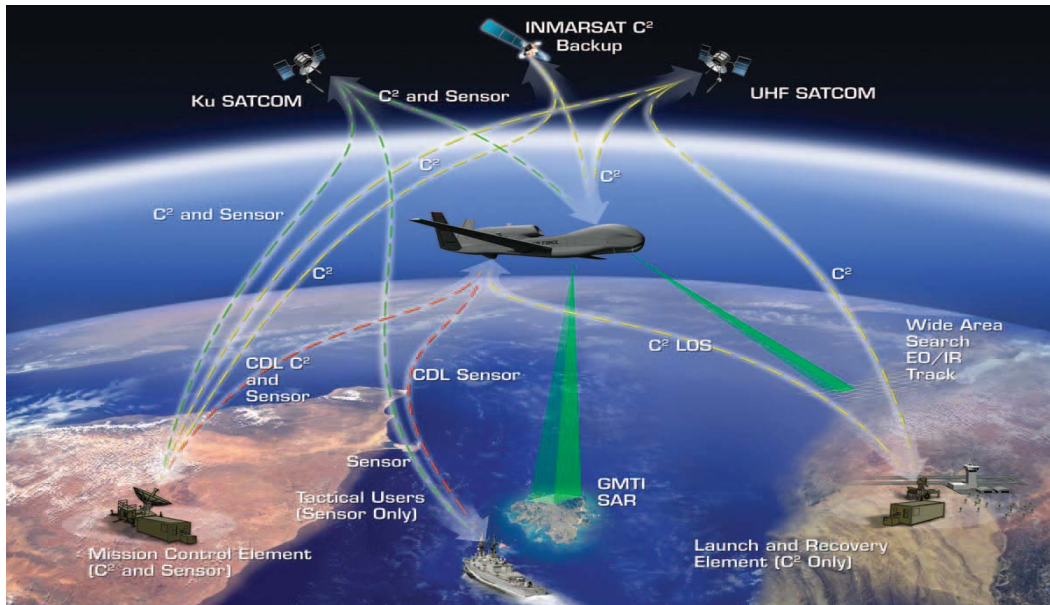 INMARSAT C²
Backup
Ku SATCOM
C² and Sensor
UHF SATCOM
C²
C²
C² and Sensor
C²
C²
AIR FORCE
Wide Area
Search
EO/IR
Track
C² LOS
CDL C²
and
Sensor
CDL Sensor
Sensor
GMTI
SAR
Tactical Users
(Sensor Only)
Mission Control Element
(C² and Sensor)
Launch and Recovery
Element (C² Only)